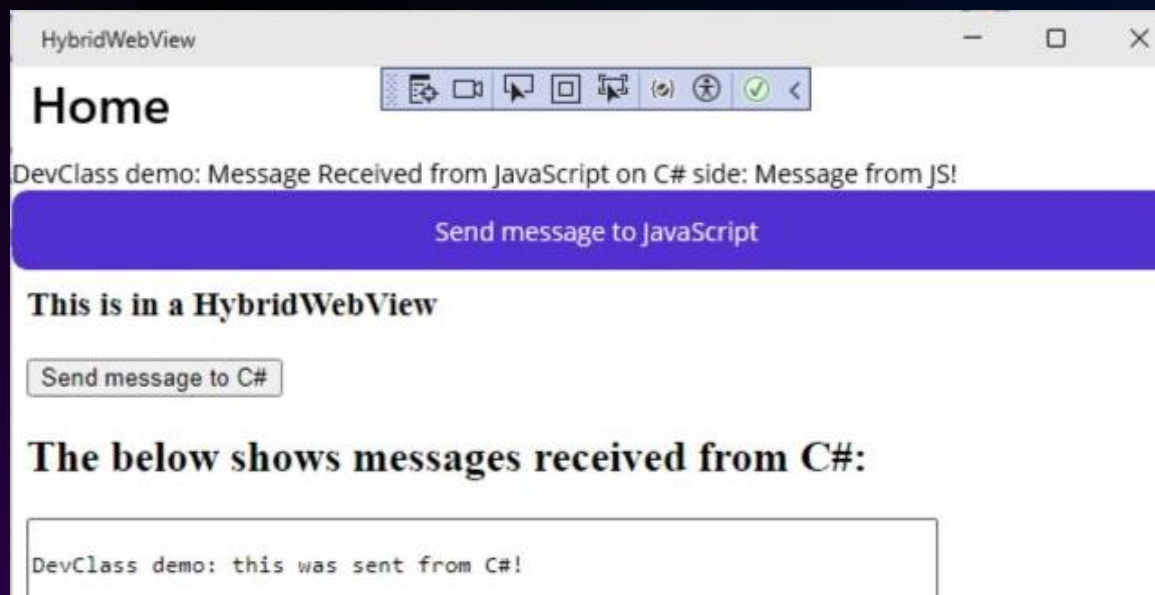 HybridWebView
Home
DevClass demo: Message Received from JavaScript on C# side: Message from JS!
Send message to JavaScript
This is in a HybridWebView
Send message to C#
The below shows messages received from C#:
DevClass demo: this was sent from C#!